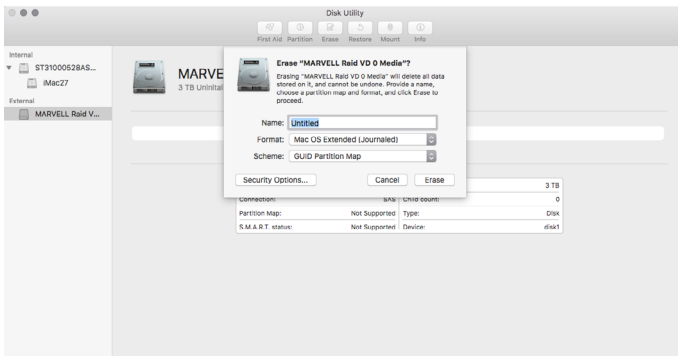 Disk Utility
First Aid Partition Erase Restore Mount Info
Internal
ST31000528AS...
iMac27
External
MARVELL Raid V...
MARVE
3 TB Uninitial
Erase "MARVELL Raid VD 0 Media"?
Erasing "MARVELL Raid VD 0 Media" will delete all data
stored on it, and cannot be undone. Provide a name,
choose a partition map and format, and click Erase to
proceed.
Name: Untitled
Format: Mac OS Extended (Journaled)
Scheme: GUID Partition Map
Security Options... Cancel Erase
3 TB
Connection: SAS Child count: 0
Partition Map: Not Supported Type: Disk
S.M.A.R.T. status: Not Supported Device: disk1